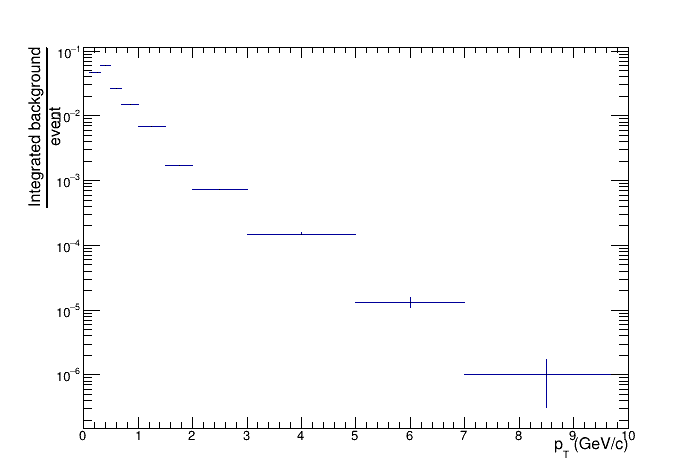 Integrated background
event
10⁻¹
10⁻²
10⁻³
10⁻⁴
10⁻⁵
10⁻⁶
0 1 2 3 4 5 6 7 8 9 10
p_T (GeV/c)